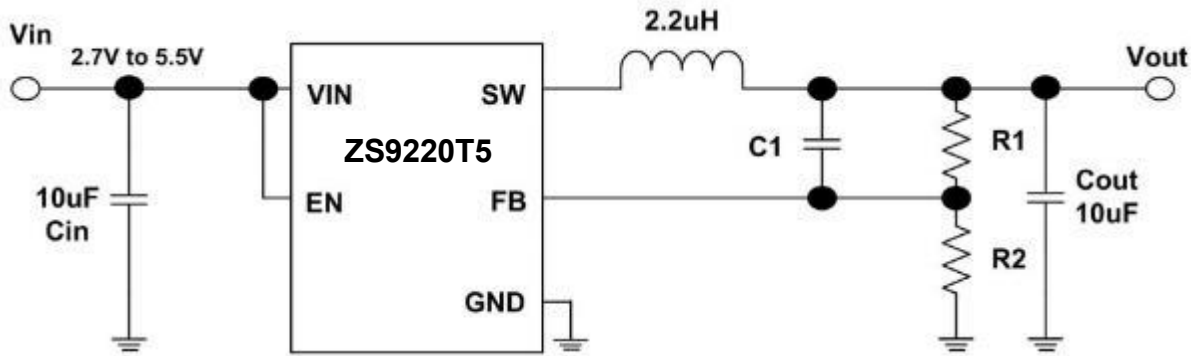 Vin
2.7V to 5.5V
2.2uH
Vout
VIN
SW
ZS9220T5
C1
R1
EN
FB
10uF
Cin
Cout
10uF
R2
GND